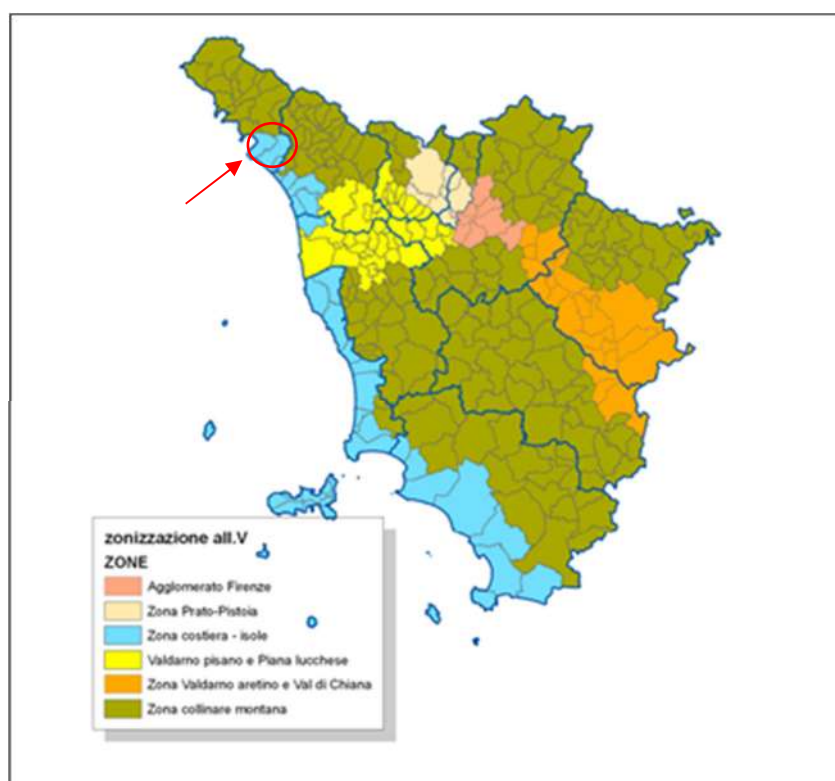 zonizzazione all.V
ZONE
Agglomerato Firenze
Zona Prato-Pistoia
Zona costiera - isole
Valdarno pisano e Piana lucchese
Zona Valdarno aretino e Val di Chiana
Zona collinare montana